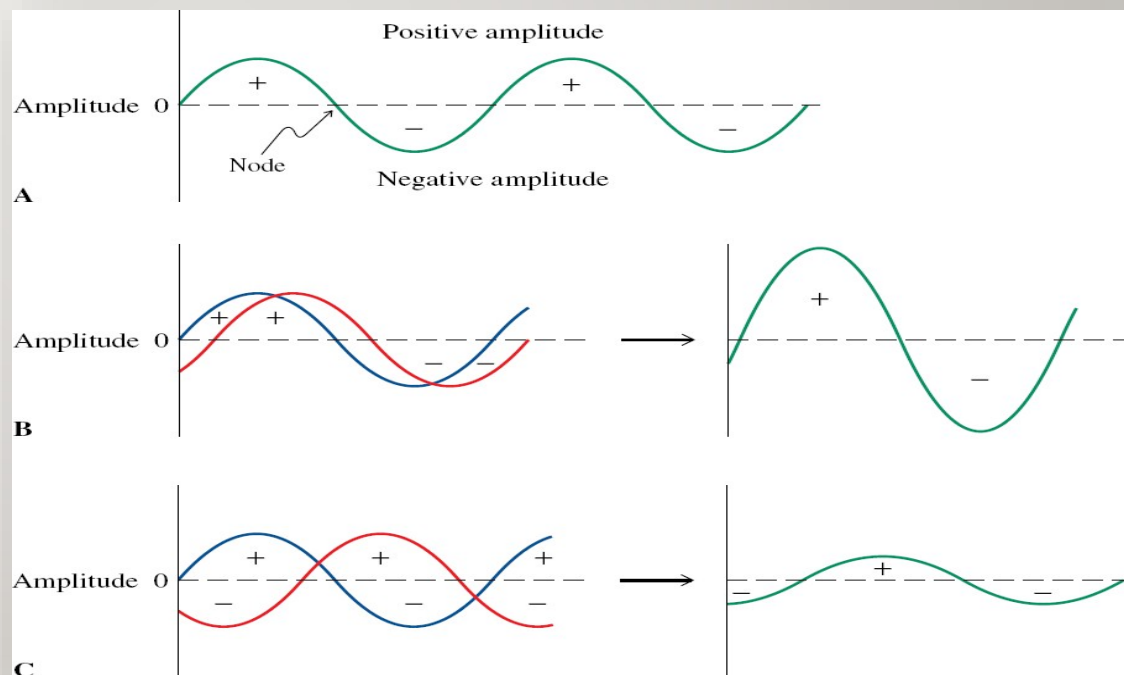 Positive amplitude
+ +
Amplitude 0
− −
Node
Negative amplitude
A
+ +
Amplitude 0
− −
B
+
−
+ + +
Amplitude 0
− − −
C
+
− −